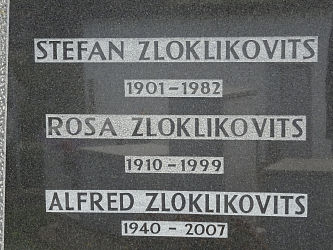 STEFAN ZLOKLIKOVITS
1901-1982
ROSA ZLOKLIKOVITS
1910-1999
ALFRED ZLOKLIKOVITS
1940 - 2007